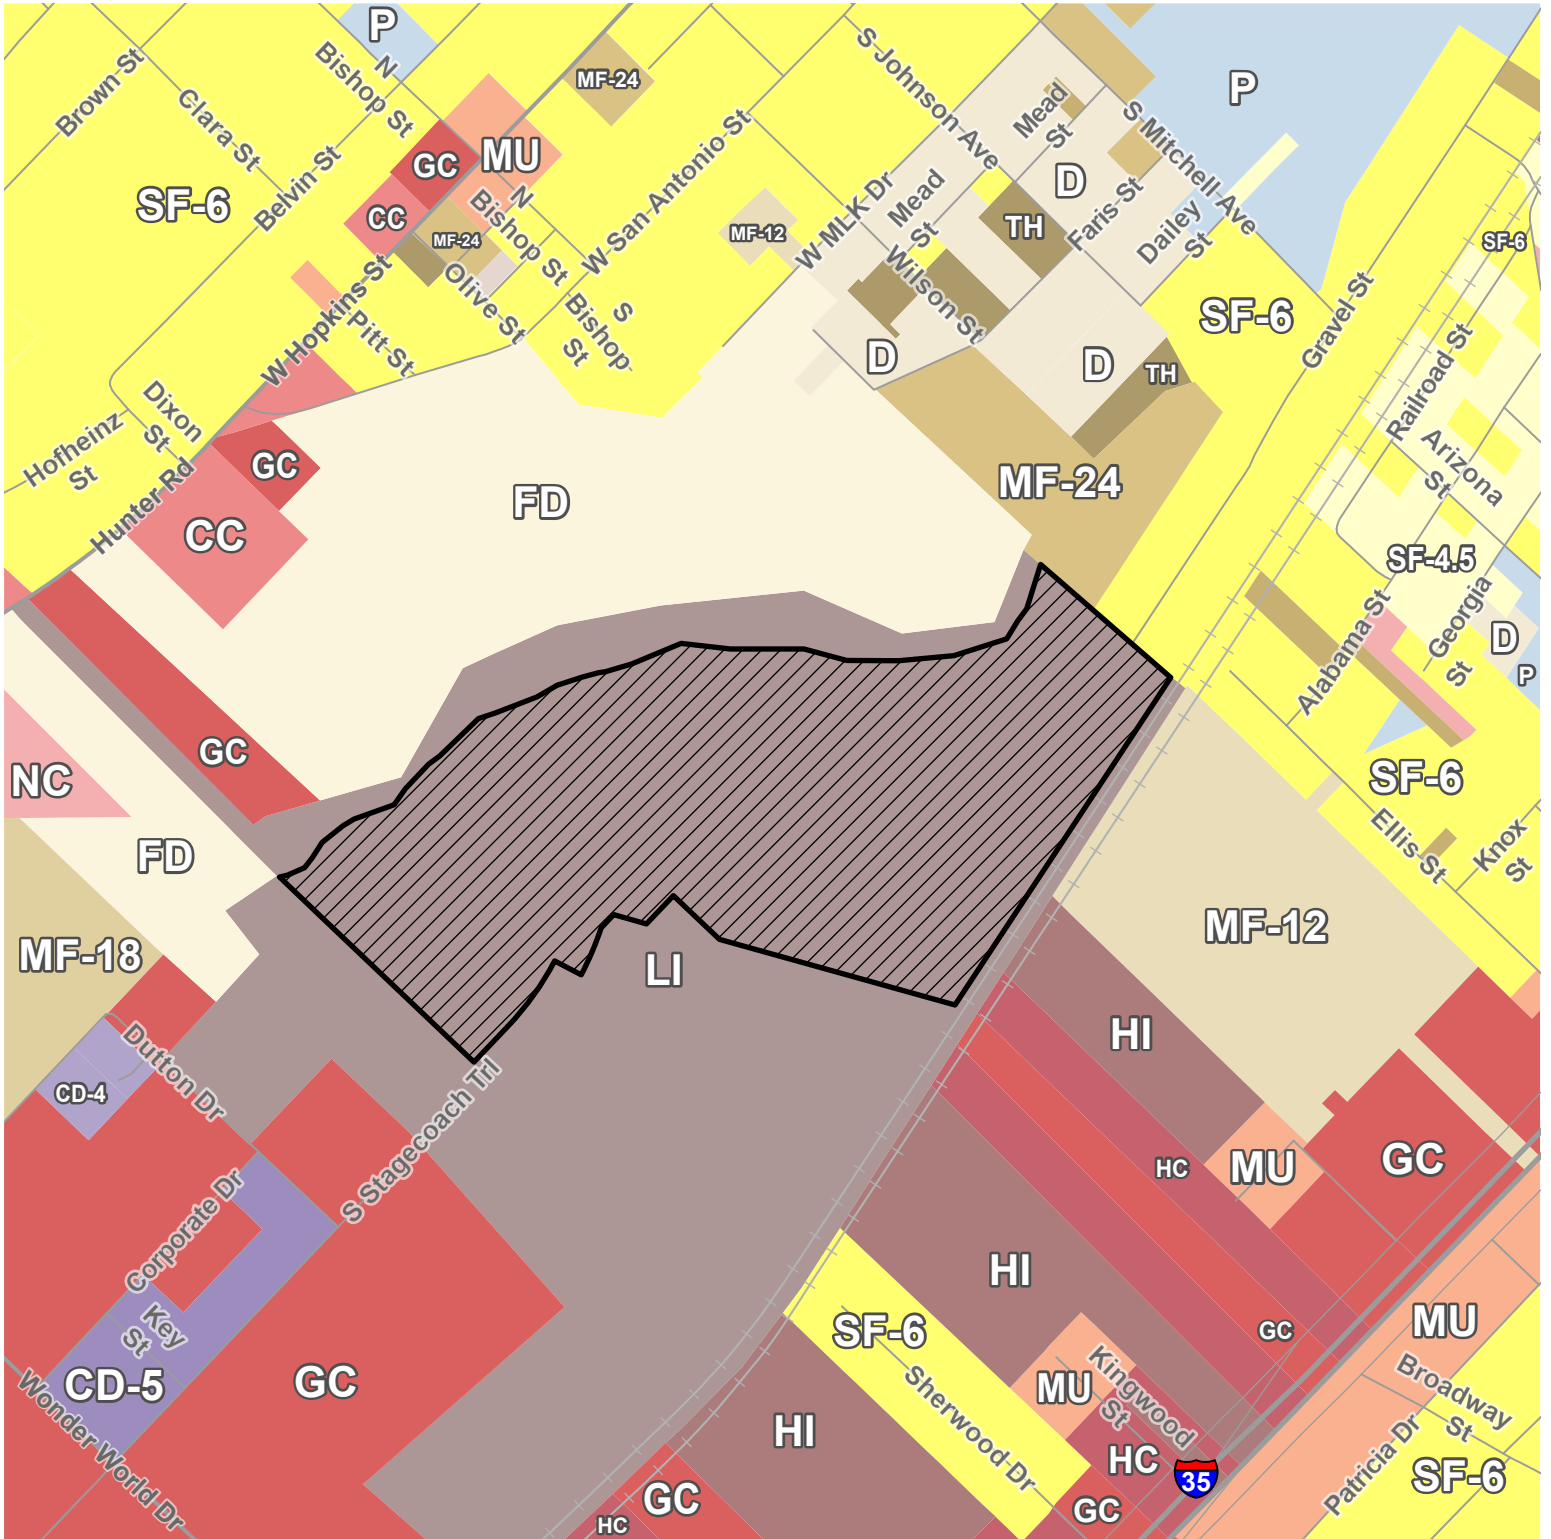 P
N
Bishop St
MF-24
Brown St
Clara St
S Johnson Ave
P
Mead
St
S Mitchell Ave
GC
MU
Belvin St
SF-6
CC
N
Bishop St
MF-24
W San Antonio St
MF-12
W MLK Dr
Mead
St
D
TH
Faris St
Dailey
St
SF-6
Olive St
Wilson St
S
Bishop
St
SF-6
Gravel St
W Hopkins St
Pitt St
D
D
TH
Railroad St
Dixon
St
Hofheinz
St
Hunter Rd
GC
FD
MF-24
Arizona
St
CC
SF-4.5
Alabama St
Georgia
St
D
P
GC
NC
SF-6
FD
Ellis St
Knox
St
MF-18
LI
MF-12
HI
CD-4
Dutton Dr
S Stagecoach Trl
HC
MU
GC
Corporate Dr
HI
Key
St
SF-6
GC
MU
CD-5
GC
MU
Kingwood
St
Broadway
St
Wonder World Dr
Sherwood Dr
HI
HC
35
Patricia Dr
SF-6
GC
GC
HC